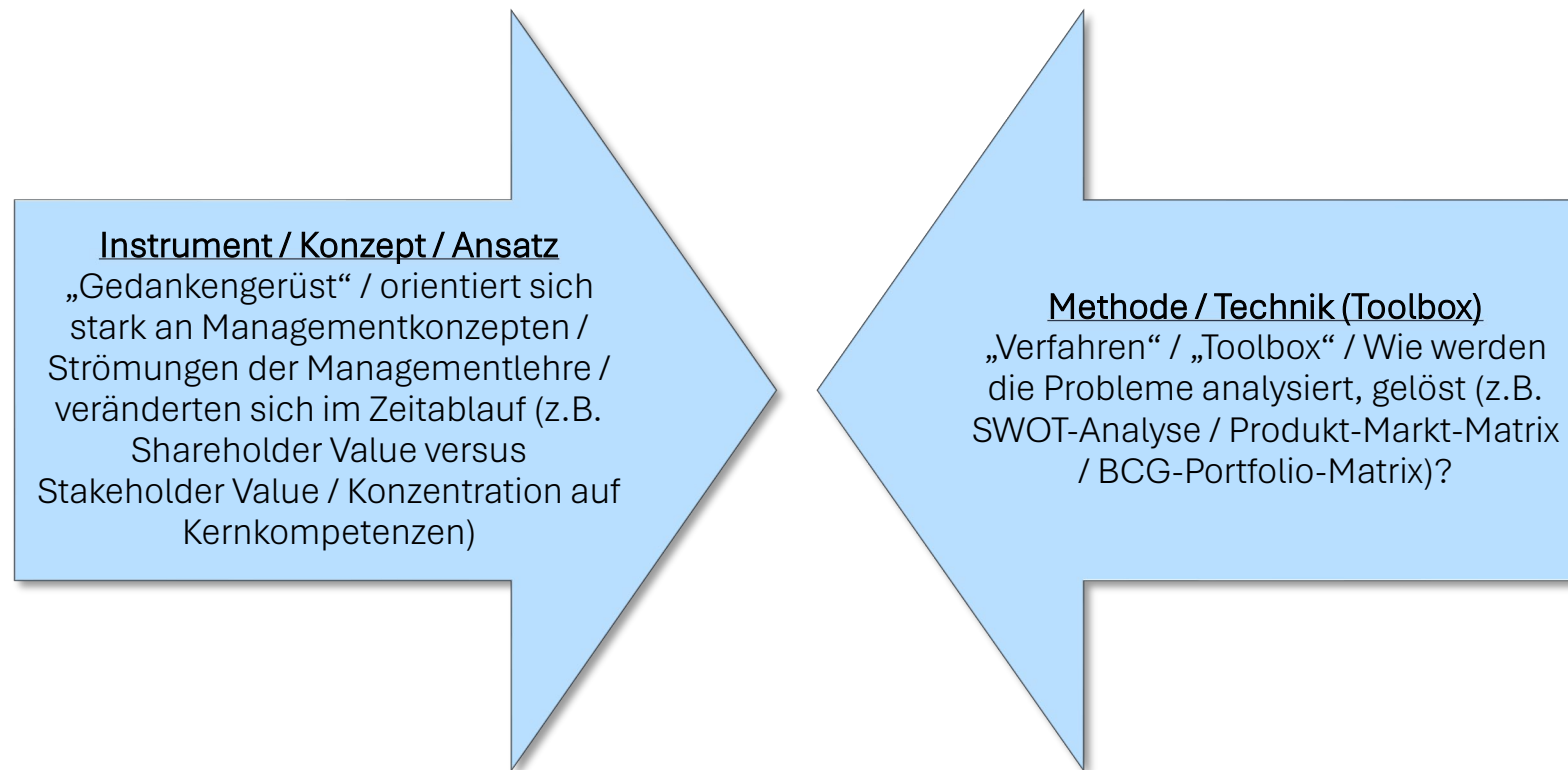 Instrument / Konzept / Ansatz
„Gedankengerüst“ / orientiert sich
stark an Managementkonzepten /
Strömungen der Managementlehre /
veränderten sich im Zeitablauf (z.B.
Shareholder Value versus
Stakeholder Value / Konzentration auf
Kernkompetenzen)
Methode / Technik (Toolbox)
„Verfahren“ / „Toolbox“ / Wie werden
die Probleme analysiert, gelöst (z.B.
SWOT-Analyse / Produkt-Markt-Matrix
/ BCG-Portfolio-Matrix)?